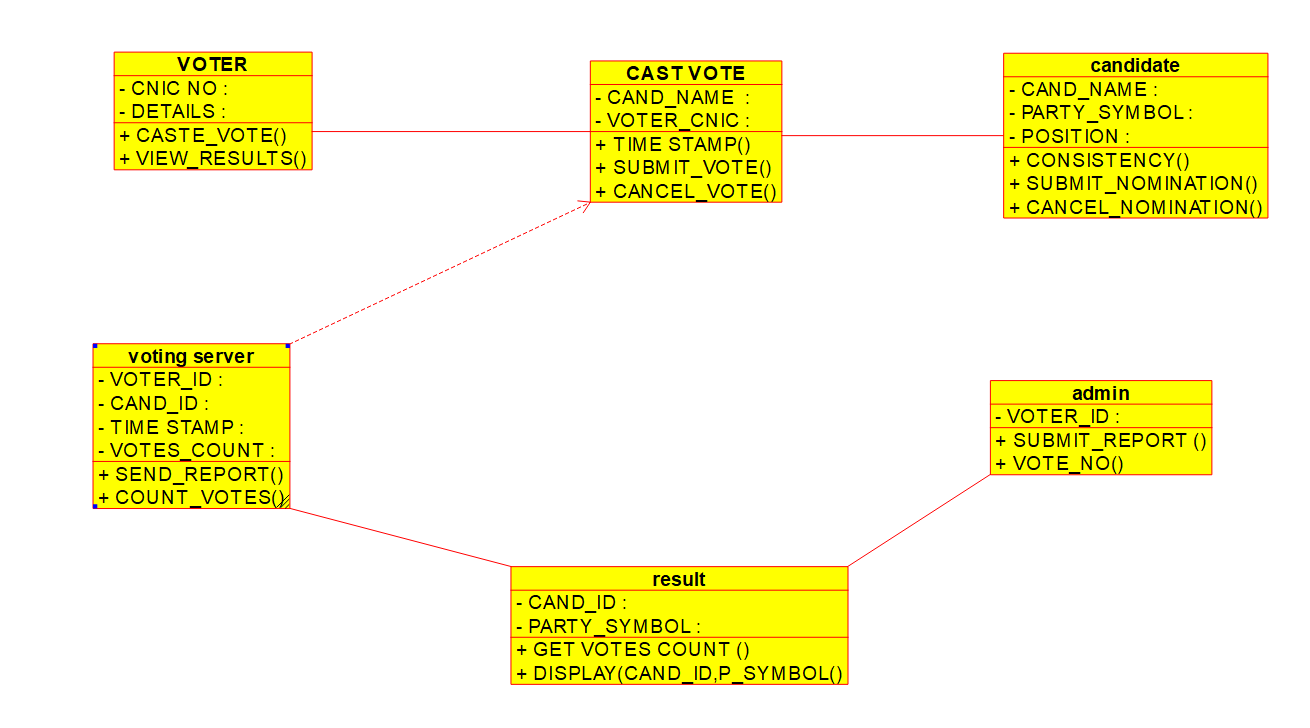 VOTER
- CNIC NO :
- DETAILS :
+ CASTE_VOTE()
+ VIEW_RESULTS()
CAST VOTE
- CAND_NAME :
- VOTER_CNIC :
+ TIME STAMP()
+ SUBMIT_VOTE()
+ CANCEL_VOTE()
candidate
- CAND_NAME :
- PARTY_SYMBOL :
- POSITION :
+ CONSISTENCY()
+ SUBMIT_NOMINATION()
+ CANCEL_NOMINATION()
voting server
- VOTER_ID :
- CAND_ID :
- TIME STAMP :
- VOTES_COUNT :
+ SEND_REPORT()
+ COUNT_VOTES()
admin
- VOTER_ID :
+ SUBMIT_REPORT ()
+ VOTE_NO()
result
- CAND_ID :
- PARTY_SYMBOL :
+ GET VOTES COUNT ()
+ DISPLAY(CAND_ID,P_SYMBOL()